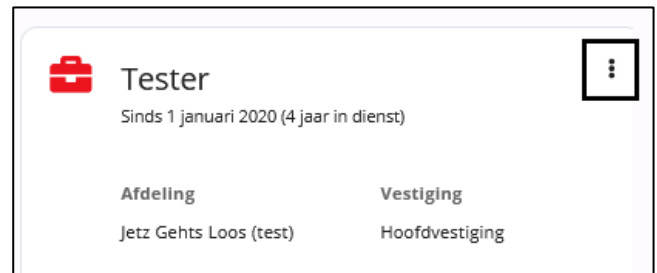 Tester
Sinds 1 januari 2020 (4 jaar in dienst)
Afdeling Vestiging
Jetz Gehts Loos (test) Hoofdvestiging